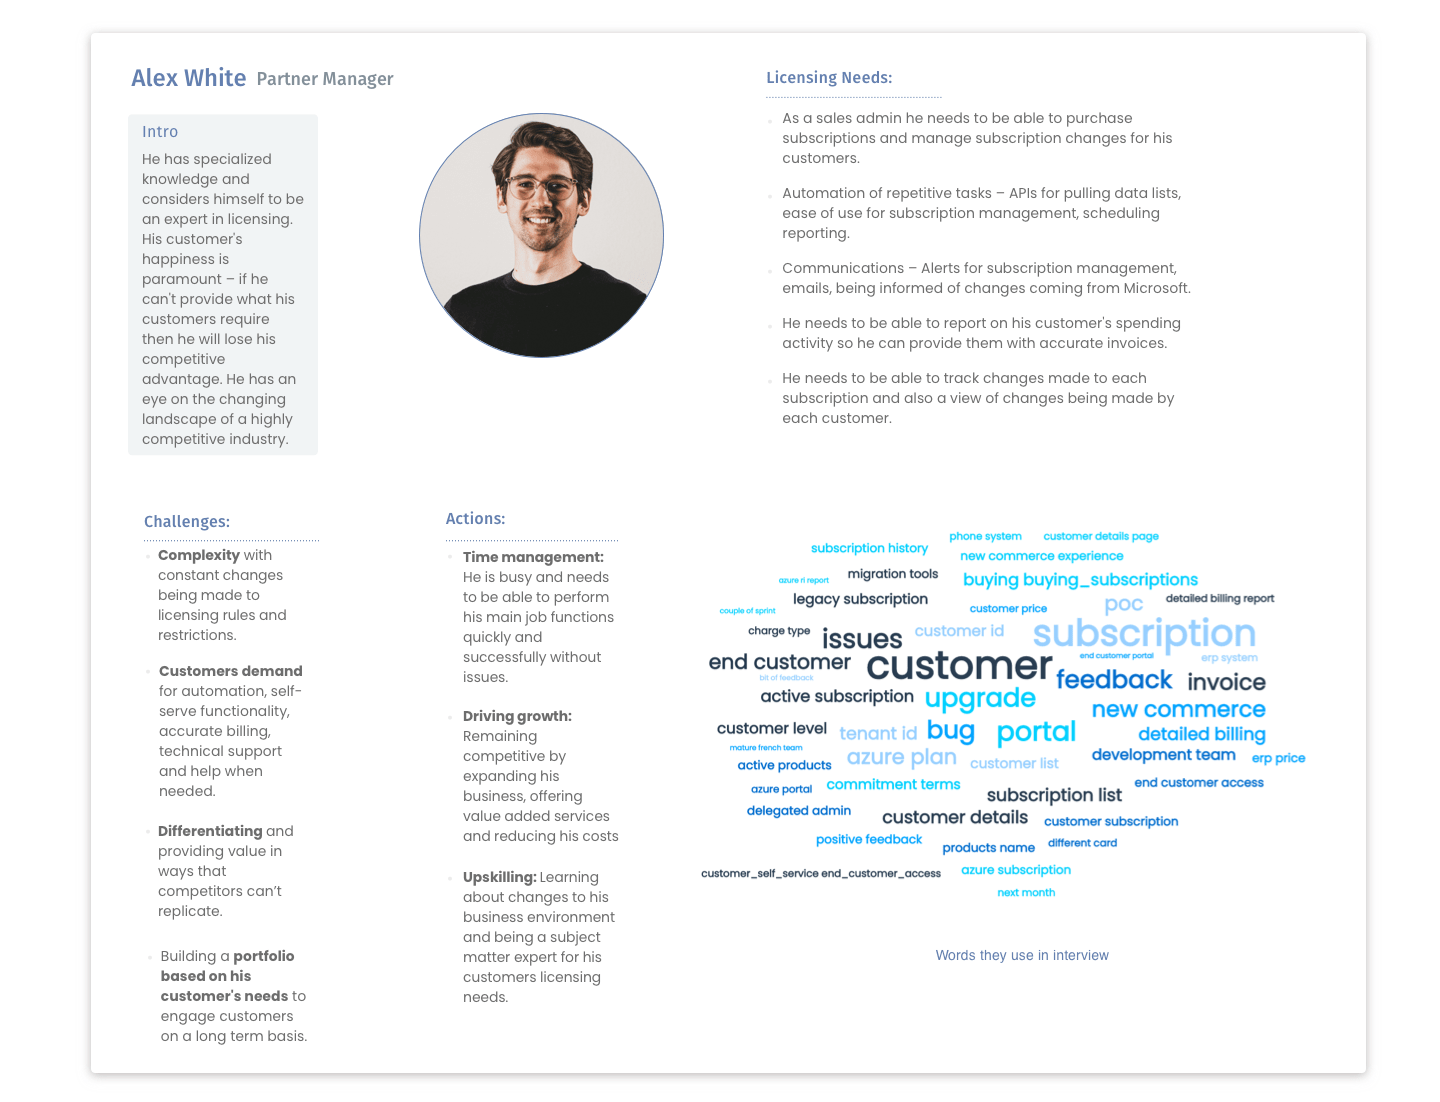 Alex White Partner Manager
Intro
He has specialized
knowledge and
considers himself to be
an expert in licensing.
His customer's
happiness is
paramount – if he
can't provide what his
customers require
then he will lose his
competitive
advantage. He has an
eye on the changing
landscape of a highly
competitive industry.
Licensing Needs:
As a sales admin he needs to be able to purchase
subscriptions and manage subscription changes for his
customers.
Automation of repetitive tasks – APIs for pulling data lists,
ease of use for subscription management, scheduling
reporting.
Communications – Alerts for subscription management,
emails, being informed of changes coming from Microsoft.
He needs to be able to report on his customer's spending
activity so he can provide them with accurate invoices.
He needs to be able to track changes made to each
subscription and also a view of changes being made by
each customer.
Challenges:
Complexity with
constant changes
being made to
licensing rules and
restrictions.
Customers demand
for automation, self-
serve functionality,
accurate billing,
technical support
and help when
needed.
Differentiating and
providing value in
ways that
competitors can’t
replicate.
Building a portfolio
based on his
customer's needs to
engage customers
on a long term basis.
Actions:
Time management:
He is busy and needs
to be able to perform
his main job functions
quickly and
successfully without
issues.
Driving growth:
Remaining
competitive by
expanding his
business, offering
value added services
and reducing his costs
Upskilling: Learning
about changes to his
business environment
and being a subject
matter expert for his
customers licensing
needs.
phone system customer details page
subscription history new commerce experience
azure ri report migration tools buying buying_subscriptions
legacy subscription customer price poc detailed billing report
couple of sprint
charge type issues customer id subscription
end customer customer end customer portal erp system
bit of feedback feedback invoice
active subscription upgrade new commerce
customer level tenant id bug portal detailed billing
mature french team azure plan development team erp price
active products customer list
azure portal commitment terms subscription list end customer access
delegated admin customer details customer subscription
positive feedback products name different card
customer_self_service end_customer_access azure subscription
next month
Words they use in interview